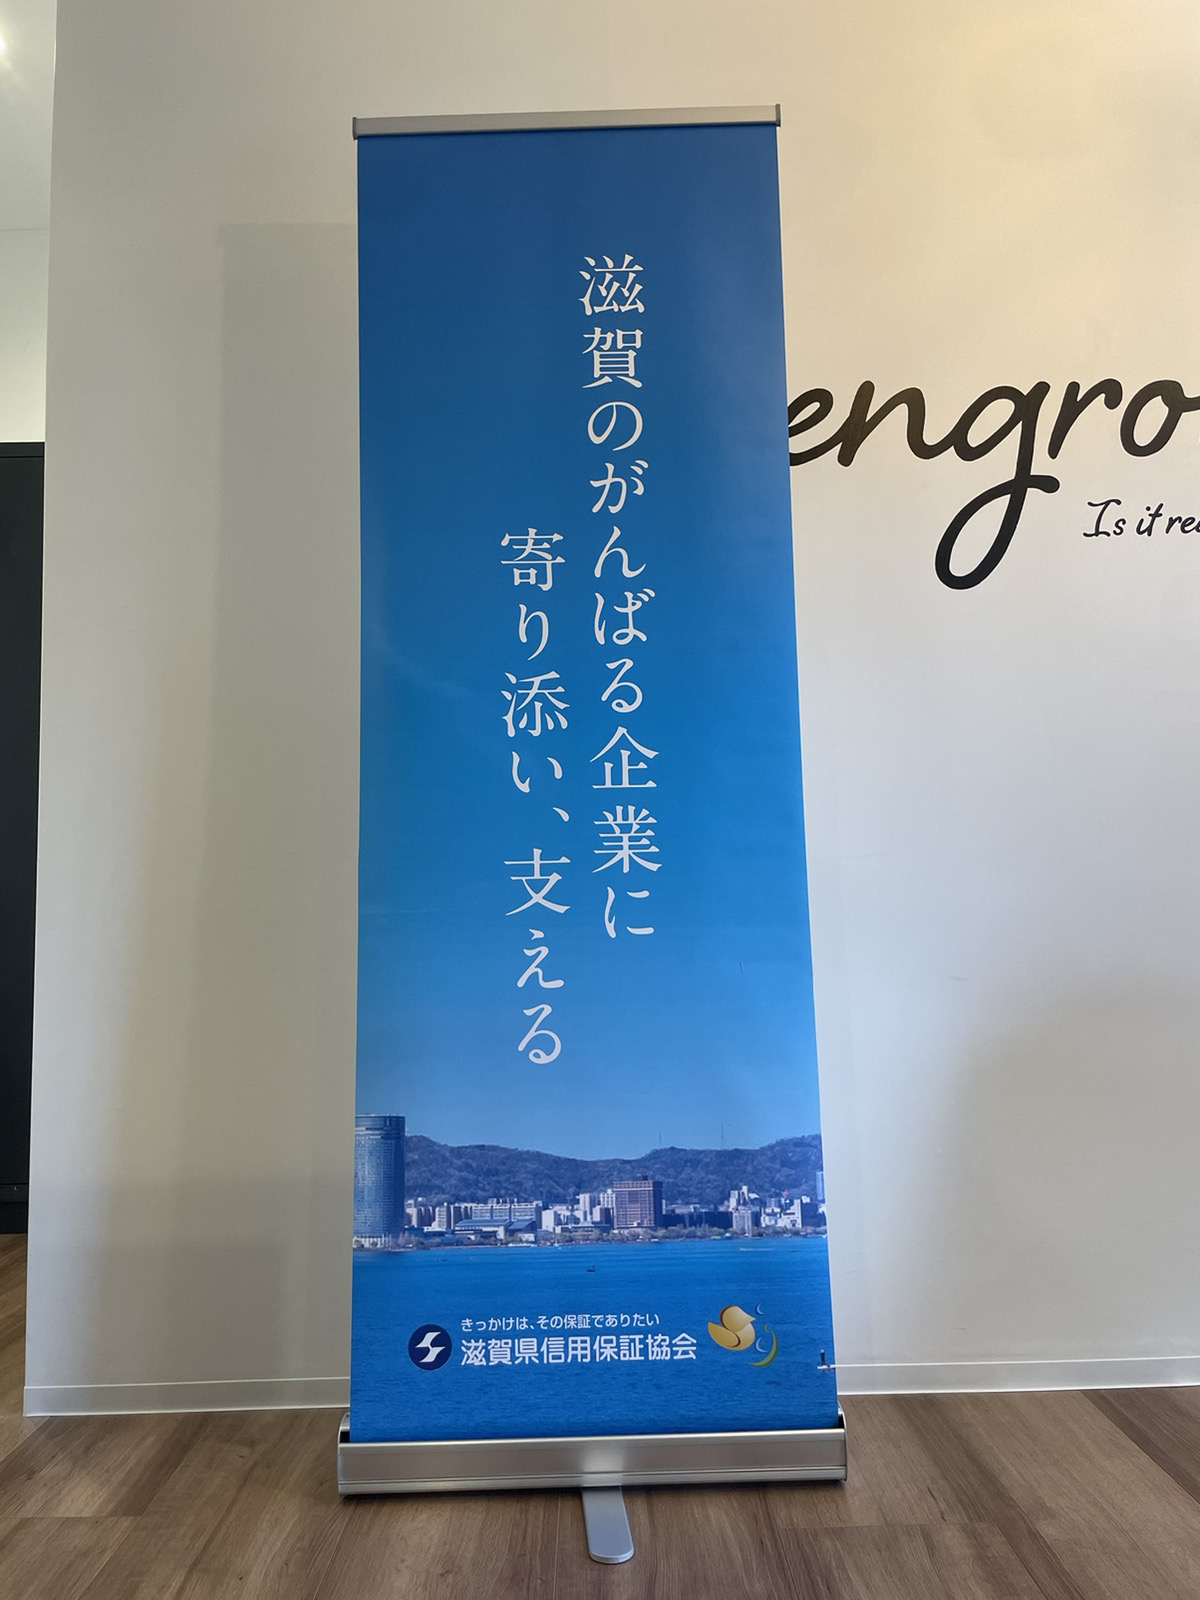 滋賀のがんばる企業に
寄り添い、支える
きっかけは、その保証でありたい
滋賀県信用保証協会
engro
Is it